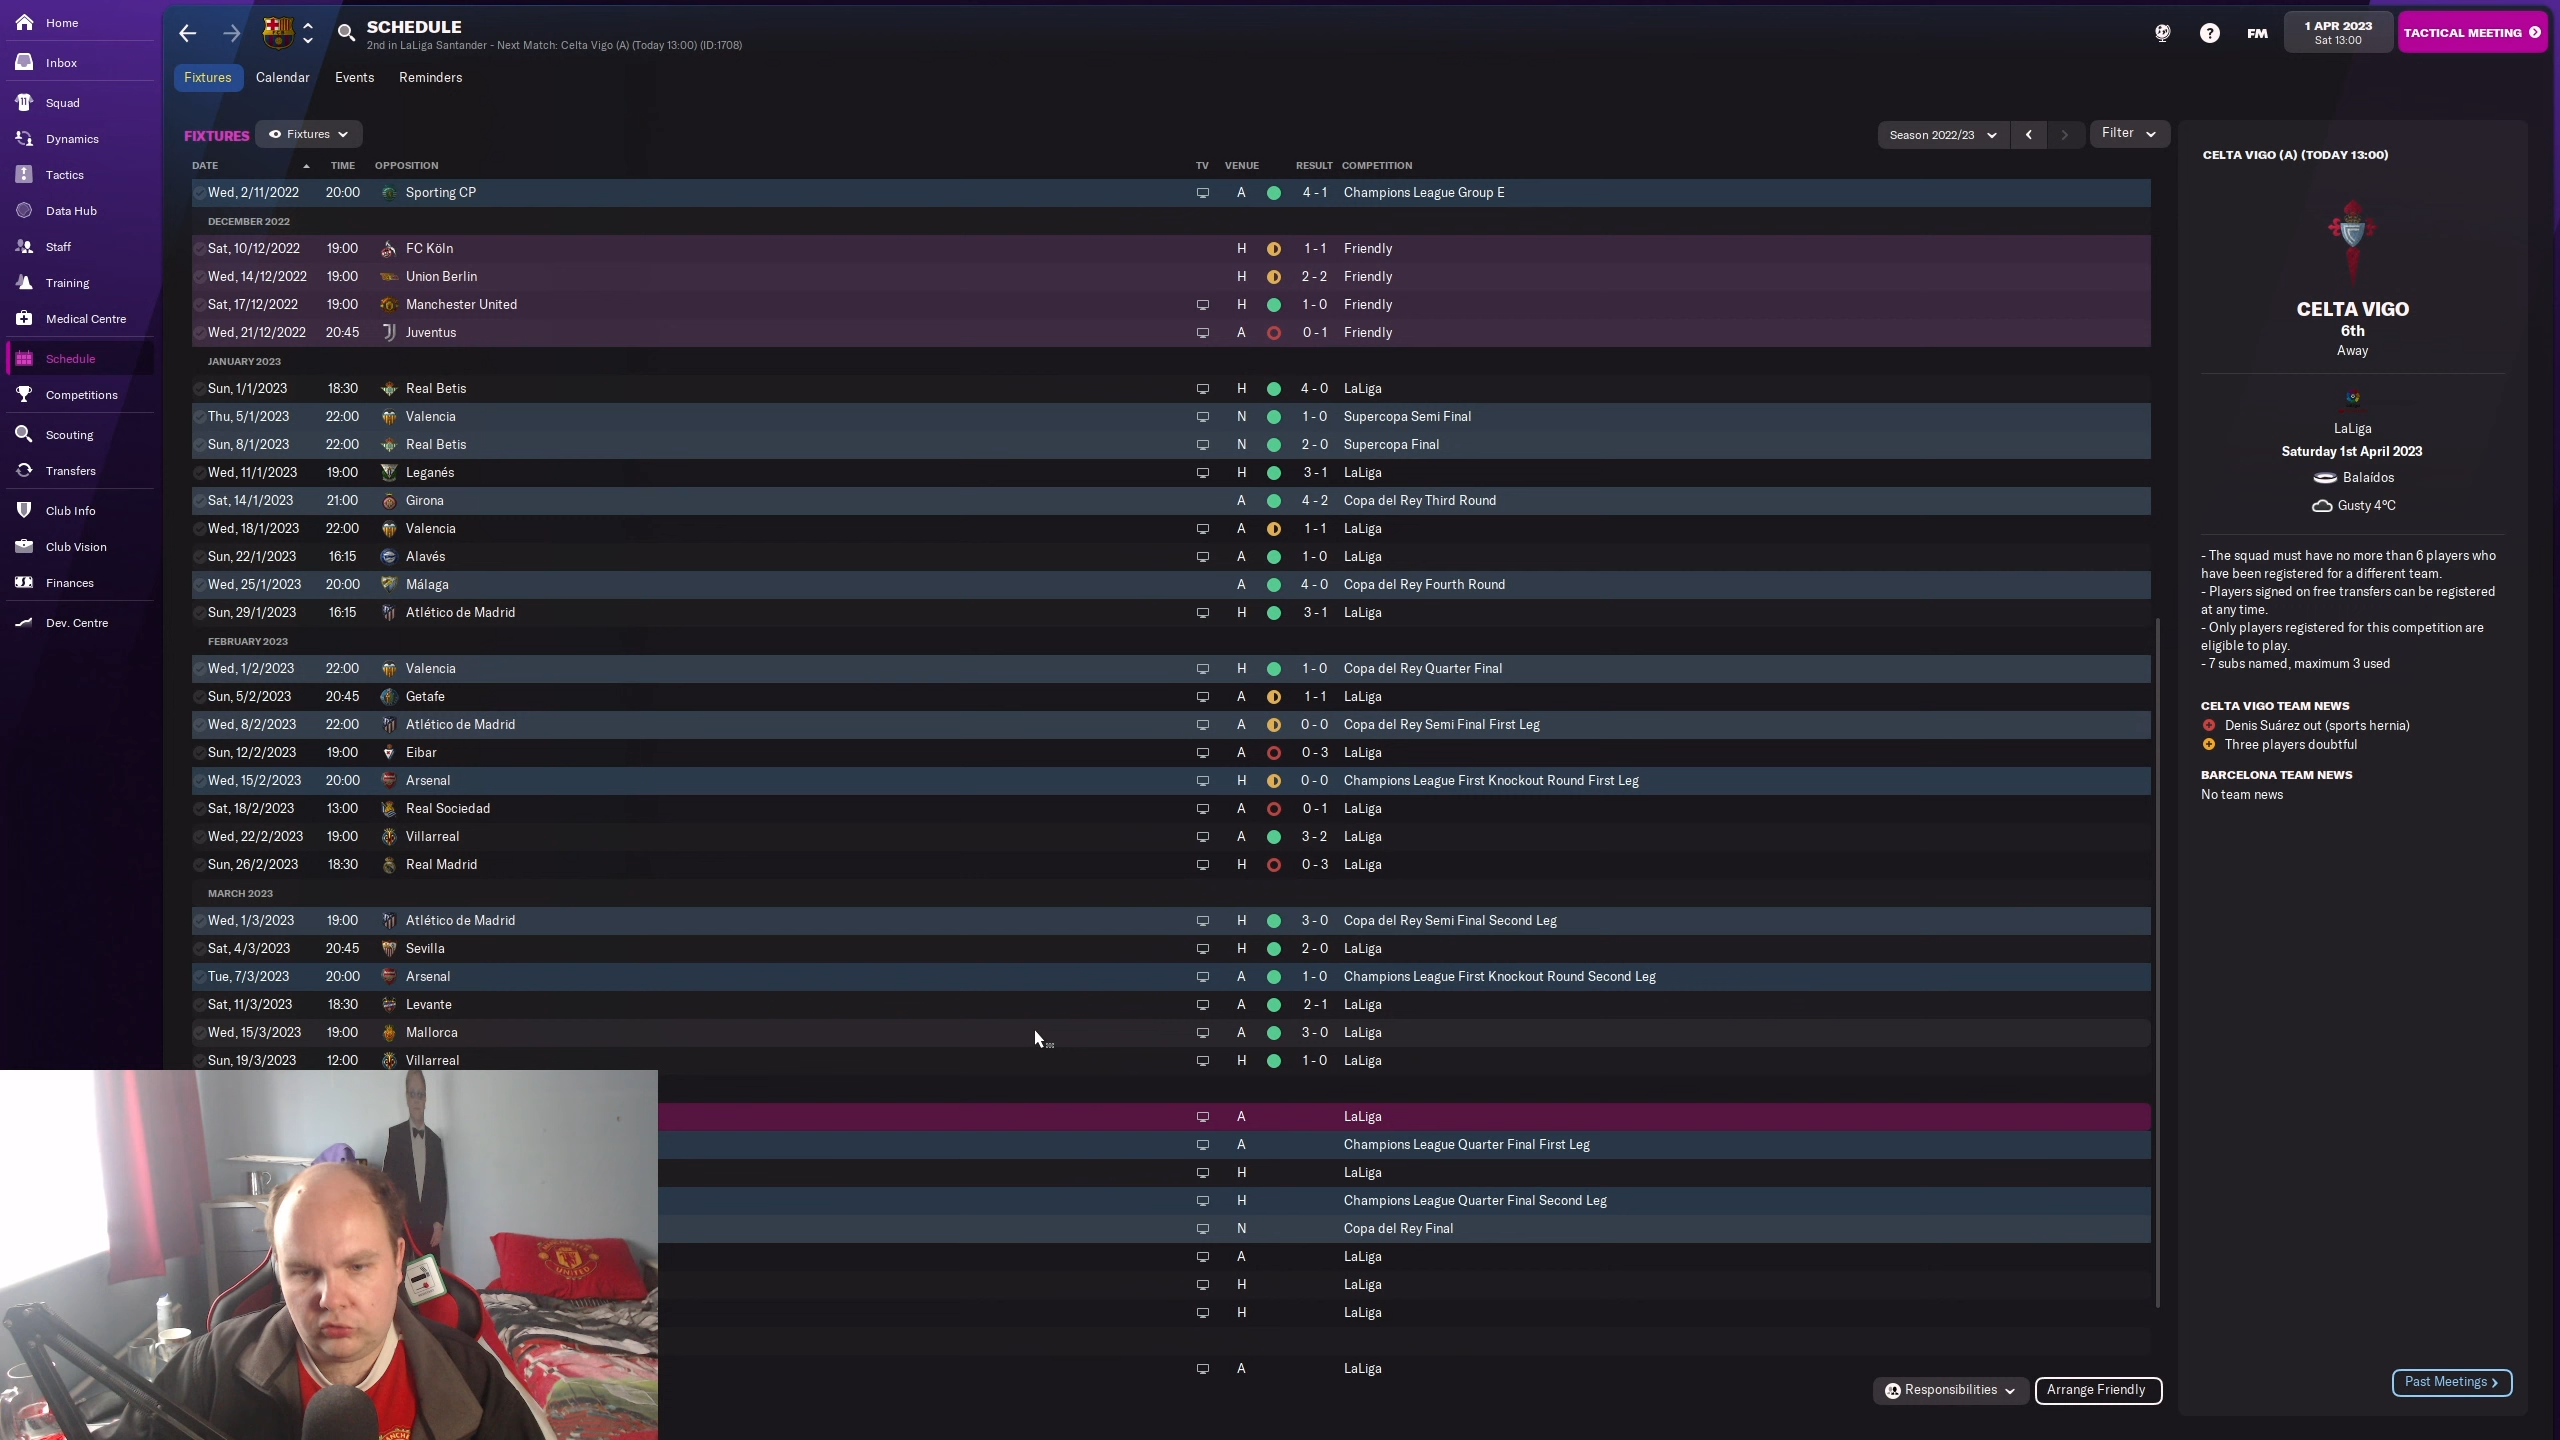 Home
Inbox
Squad
Dynamics
Tactics
Data Hub
Staff
Training
Medical Centre
Schedule
Competitions
Scouting
Transfers
Club Info
Club Vision
Finances
Dev. Centre
SCHEDULE
2nd in LaLiga Santander - Next Match: Celta Vigo (A) (Today 13:00) (ID:1708)
FM
1 APR 2023
Sat 13:00
TACTICAL MEETING
Fixtures Calendar Events Reminders
FIXTURES Fixtures Season 2022/23 Filter
DATE TIME OPPOSITION TV VENUE RESULT COMPETITION
Wed, 2/11/2022 20:00 Sporting CP A 4 - 1 Champions League Group E
DECEMBER 2022
Sat, 10/12/2022 19:00 FC Köln H 1 - 1 Friendly
Wed, 14/12/2022 19:00 Union Berlin H 2 - 2 Friendly
Sat, 17/12/2022 19:00 Manchester United H 1 - 0 Friendly
Wed, 21/12/2022 20:45 Juventus A 0 - 1 Friendly
JANUARY 2023
Sun, 1/1/2023 18:30 Real Betis H 4 - 0 LaLiga
Thu, 5/1/2023 22:00 Valencia N 1 - 0 Supercopa Semi Final
Sun, 8/1/2023 22:00 Real Betis N 2 - 0 Supercopa Final
Wed, 11/1/2023 19:00 Leganés H 3 - 1 LaLiga
Sat, 14/1/2023 21:00 Girona A 4 - 2 Copa del Rey Third Round
Wed, 18/1/2023 22:00 Valencia A 1 - 1 LaLiga
Sun, 22/1/2023 16:15 Alavés A 1 - 0 LaLiga
Wed, 25/1/2023 20:00 Málaga A 4 - 0 Copa del Rey Fourth Round
Sun, 29/1/2023 16:15 Atlético de Madrid H 3 - 1 LaLiga
FEBRUARY 2023
Wed, 1/2/2023 22:00 Valencia H 1 - 0 Copa del Rey Quarter Final
Sun, 5/2/2023 20:45 Getafe A 1 - 1 LaLiga
Wed, 8/2/2023 22:00 Atlético de Madrid A 0 - 0 Copa del Rey Semi Final First Leg
Sun, 12/2/2023 19:00 Eibar A 0 - 3 LaLiga
Wed, 15/2/2023 20:00 Arsenal H 0 - 0 Champions League First Knockout Round First Leg
Sat, 18/2/2023 13:00 Real Sociedad A 0 - 1 LaLiga
Wed, 22/2/2023 19:00 Villarreal A 3 - 2 LaLiga
Sun, 26/2/2023 18:30 Real Madrid H 0 - 3 LaLiga
MARCH 2023
Wed, 1/3/2023 19:00 Atlético de Madrid H 3 - 0 Copa del Rey Semi Final Second Leg
Sat, 4/3/2023 20:45 Sevilla H 2 - 0 LaLiga
Tue, 7/3/2023 20:00 Arsenal A 1 - 0 Champions League First Knockout Round Second Leg
Sat, 11/3/2023 18:30 Levante A 2 - 1 LaLiga
Wed, 15/3/2023 19:00 Mallorca A 3 - 0 LaLiga
Sun, 19/3/2023 12:00 Villarreal H 1 - 0 LaLiga
A LaLiga
A Champions League Quarter Final First Leg
H LaLiga
H Champions League Quarter Final Second Leg
N Copa del Rey Final
A LaLiga
H LaLiga
H LaLiga
A LaLiga
Responsibilities Arrange Friendly
CELTA VIGO (A) (TODAY 13:00)
CELTA VIGO
6th
Away
LaLiga
Saturday 1st April 2023
Balaídos
Gusty 4°C
- The squad must have no more than 6 players who
have been registered for a different team.
- Players signed on free transfers can be registered
at any time.
- Only players registered for this competition are
eligible to play.
- 7 subs named, maximum 3 used
CELTA VIGO TEAM NEWS
Denis Suárez out (sports hernia)
Three players doubtful
BARCELONA TEAM NEWS
No team news
Past Meetings